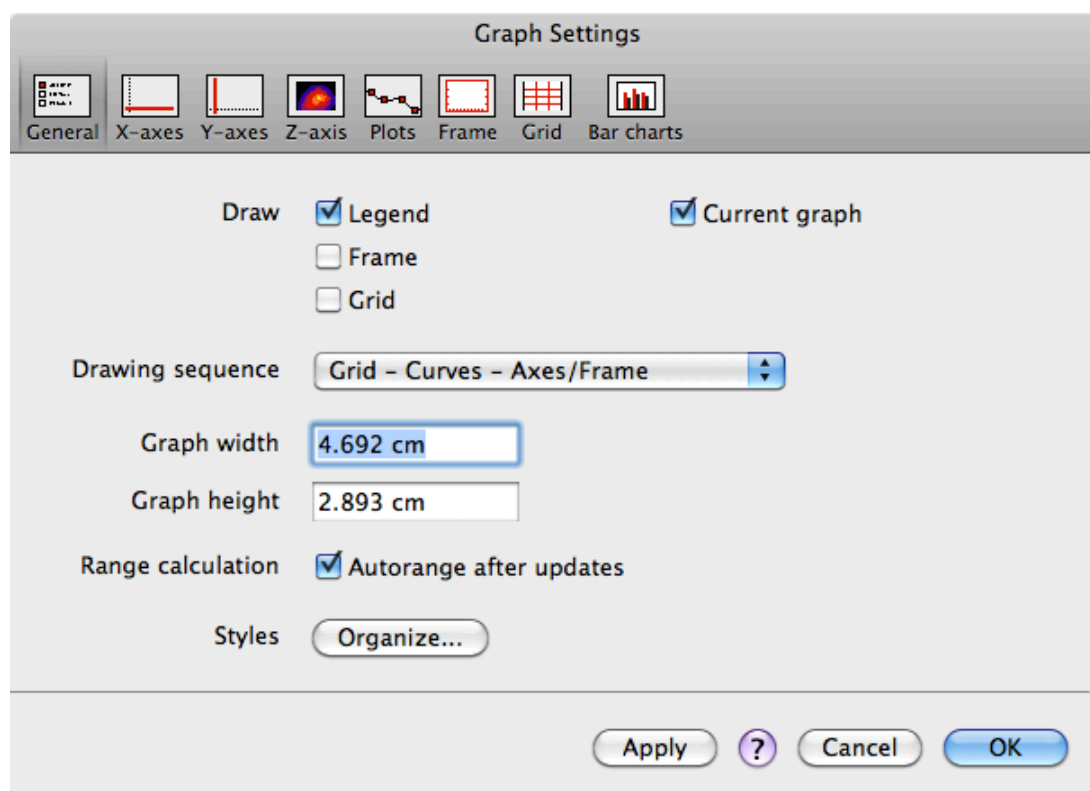 Graph Settings
General X-axes Y-axes Z-axis Plots Frame Grid Bar charts
Draw Legend Current graph
Frame
Grid
Drawing sequence Grid – Curves – Axes/Frame
Graph width 4.692 cm
Graph height 2.893 cm
Range calculation Autorange after updates
Styles Organize...
Apply ? Cancel OK